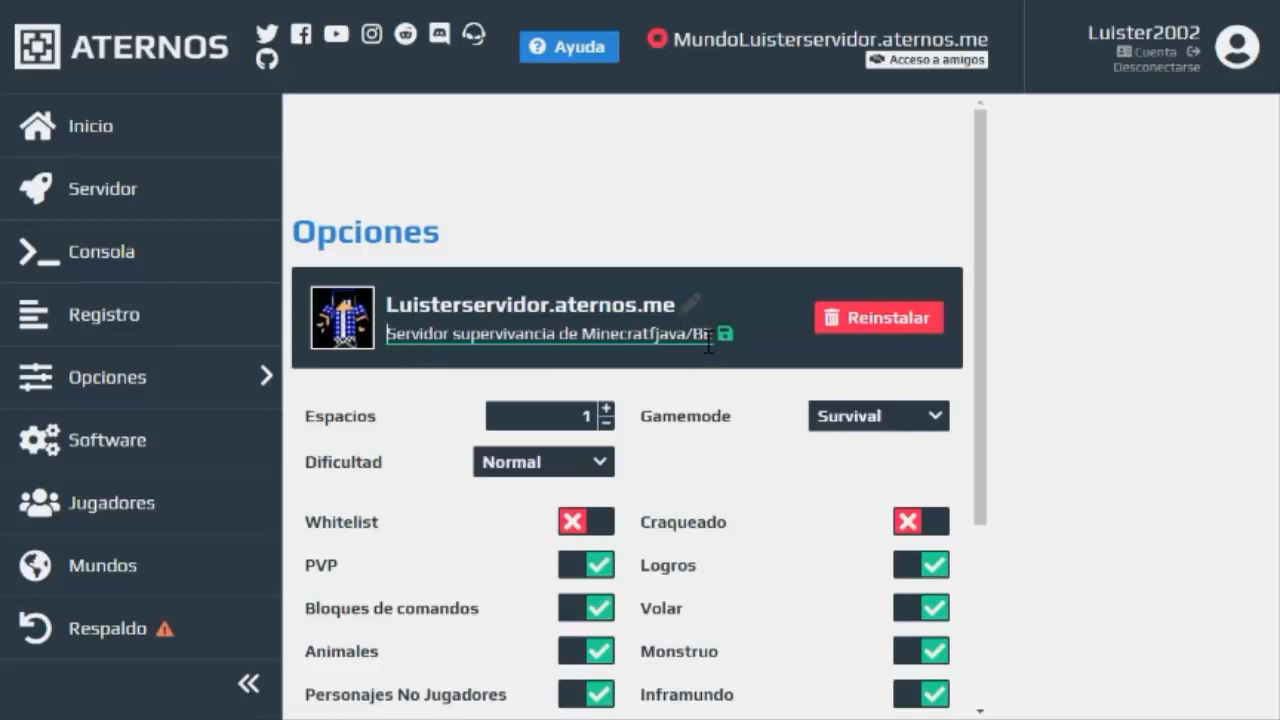 ATERNOS
Ayuda
MundoLuisterservidor.aternos.me
Acceso a amigos
Luister2002
Cuenta
Desconectarse
Inicio
Servidor
Consola
Registro
Opciones
Software
Jugadores
Mundos
Respaldo
Opciones
Luisterservidor.aternos.me
Servidor supervivancia de Minecratfjava/Be
Reinstalar
Espacios 1 + −
Gamemode Survival
Dificultad Normal
Whitelist
Craqueado
PVP
Logros
Bloques de comandos
Volar
Animales
Monstruo
Personajes No Jugadores
Inframundo